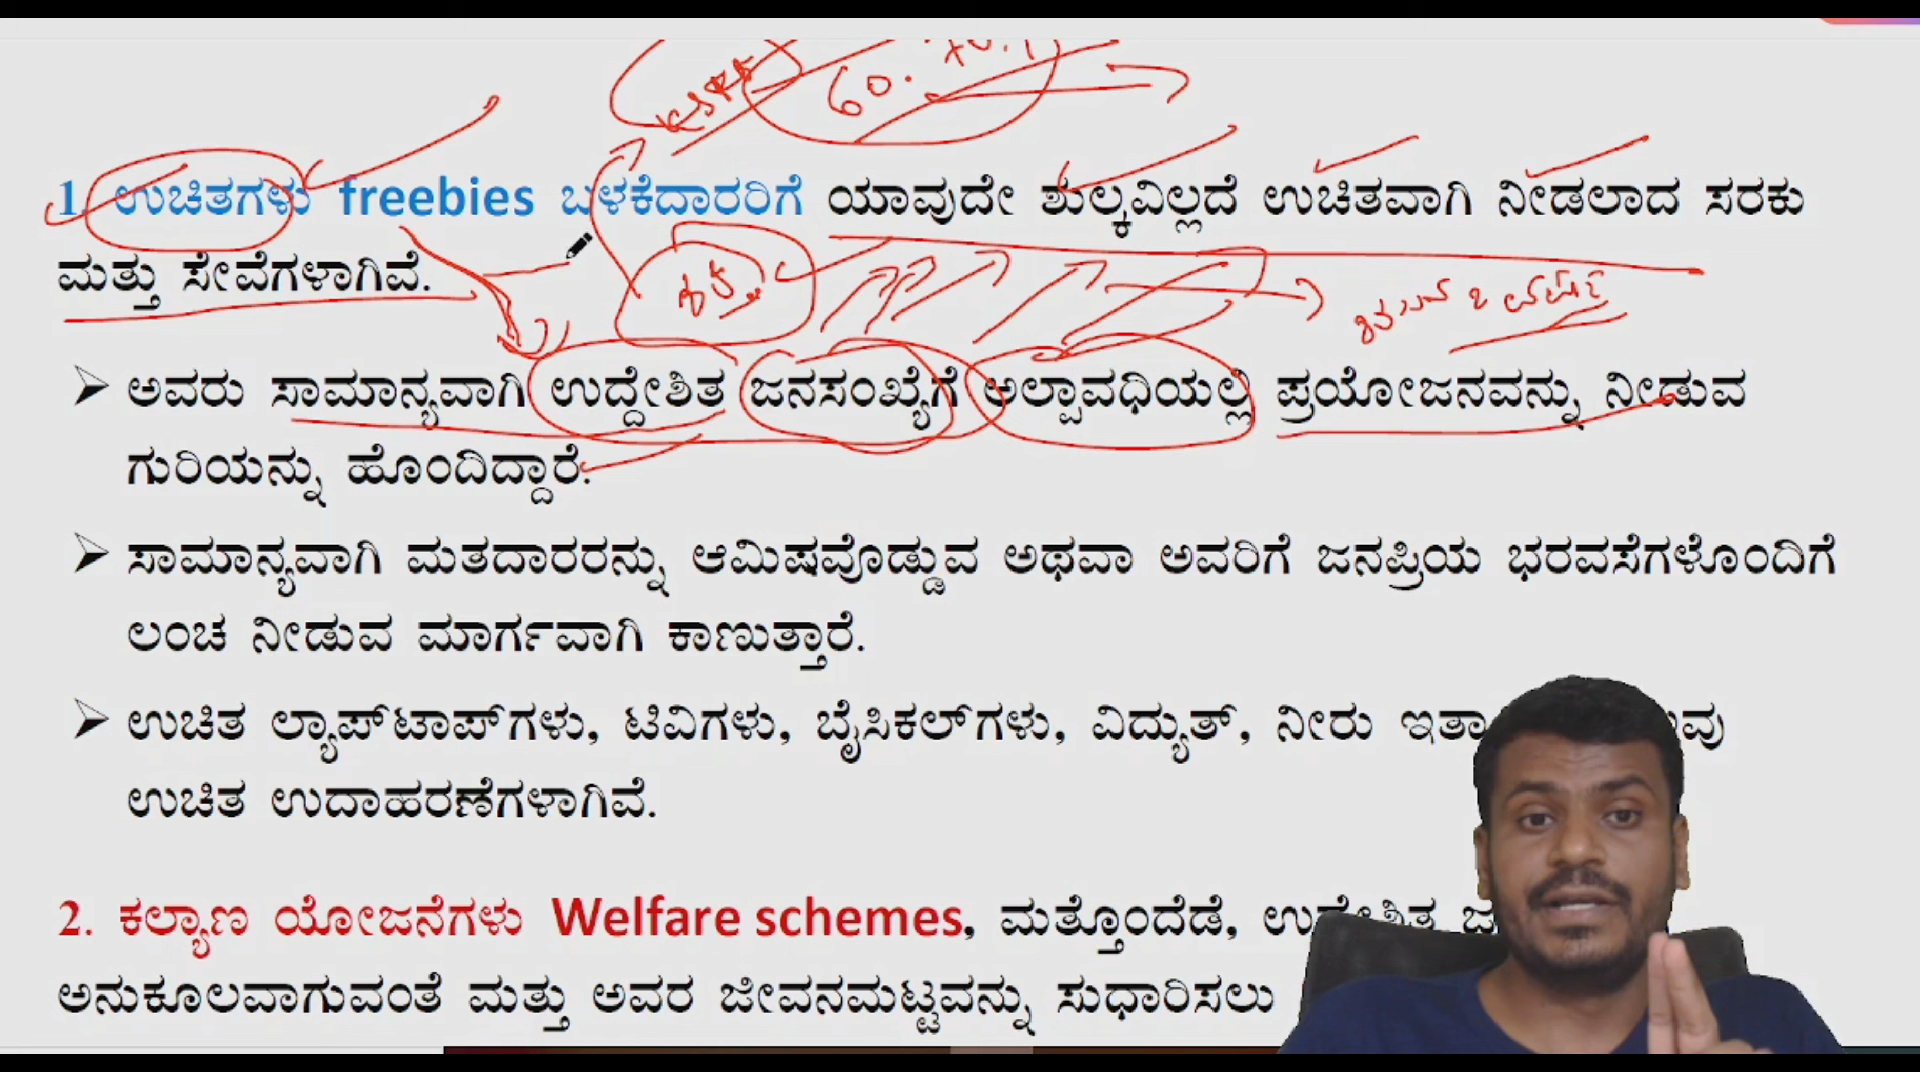 60.
1. ಉಚಿತಗಳು freebies ಬಳಕೆದಾರರಿಗೆ ಯಾವುದೇ ಶುಲ್ಕವಿಲ್ಲದೆ ಉಚಿತವಾಗಿ ನೀಡಲಾದ ಸರಕು
ಮತ್ತು ಸೇವೆಗಳಾಗಿವೆ.
➤ ಅವರು ಸಾಮಾನ್ಯವಾಗಿ ಉದ್ದೇಶಿತ ಜನಸಂಖ್ಯೆಗೆ ಅಲ್ಪಾವಧಿಯಲ್ಲಿ ಪ್ರಯೋಜನವನ್ನು ನೀಡುವ
ಗುರಿಯನ್ನು ಹೊಂದಿದ್ದಾರೆ.
➤ ಸಾಮಾನ್ಯವಾಗಿ ಮತದಾರರನ್ನು ಆಮಿಷವೊಡ್ಡುವ ಅಥವಾ ಅವರಿಗೆ ಜನಪ್ರಿಯ ಭರವಸೆಗಳೊಂದಿಗೆ
ಲಂಚ ನೀಡುವ ಮಾರ್ಗವಾಗಿ ಕಾಣುತ್ತಾರೆ.
➤ ಉಚಿತ ಲ್ಯಾಪ್‌ಟಾಪ್‌ಗಳು, ಟಿವಿಗಳು, ಬೈಸಿಕಲ್‌ಗಳು, ವಿದ್ಯುತ್, ನೀರು
ಉಚಿತ ಉದಾಹರಣೆಗಳಾಗಿವೆ.
2. ಕಲ್ಯಾಣ ಯೋಜನೆಗಳು Welfare schemes, ಮತ್ತೊಂದೆಡೆ, ಉದ್ದೇಶಿತ
ಅನುಕೂಲವಾಗುವಂತೆ ಮತ್ತು ಅವರ ಜೀವನಮಟ್ಟವನ್ನು ಸುಧಾರಿಸಲು